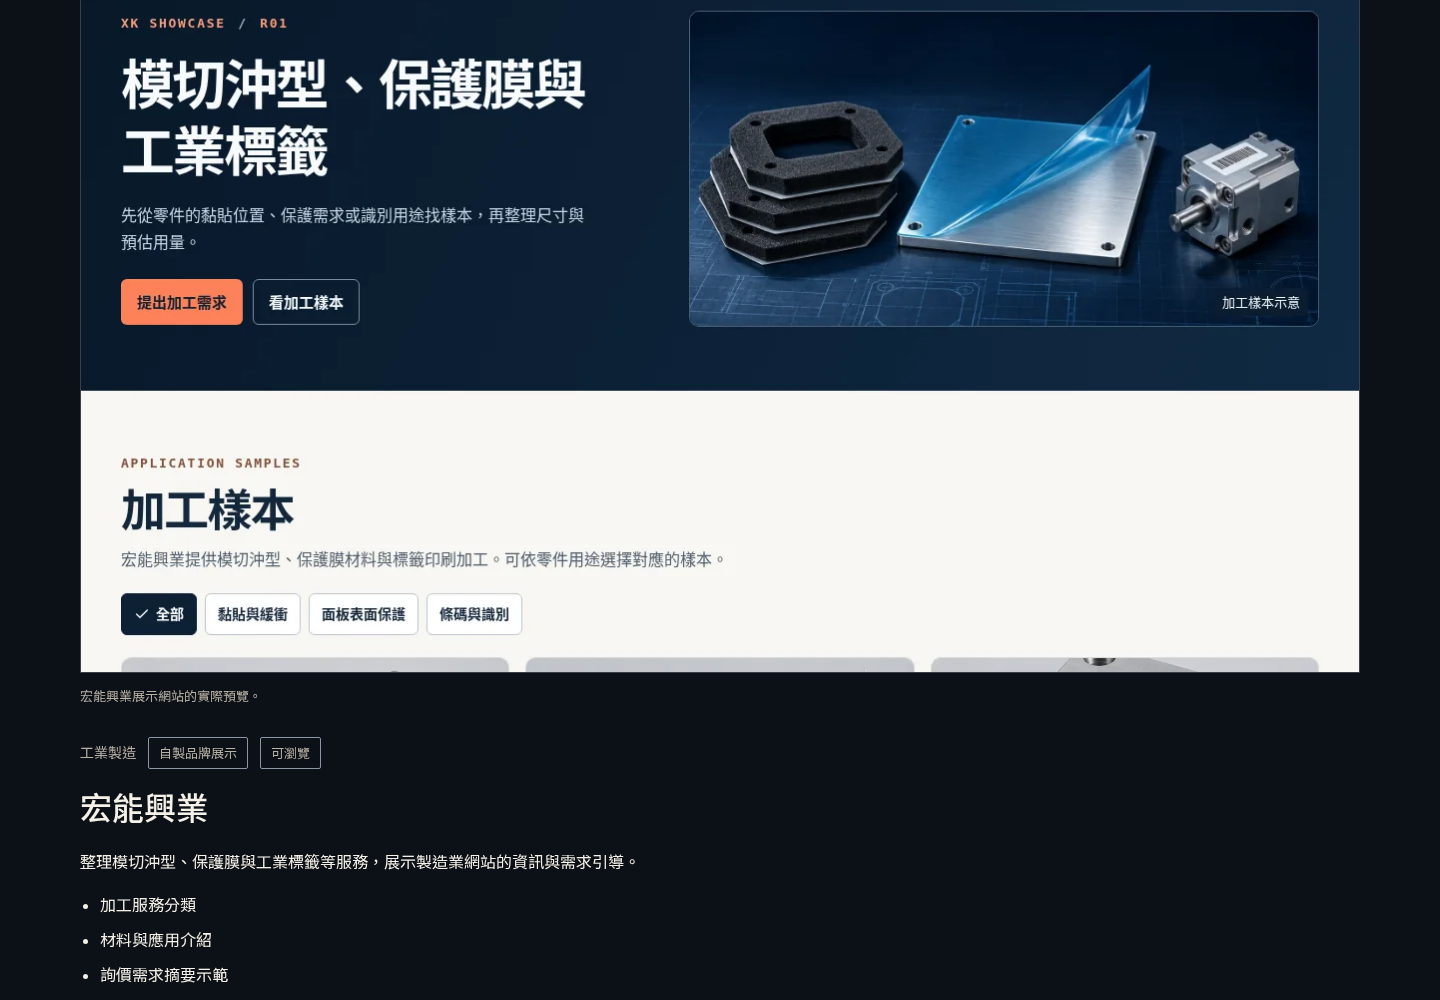 XK SHOWCASE / R01
模切沖型、保護膜與
工業標籤
先從零件的黏貼位置、保護需求或識別用途找樣本，再整理尺寸與
預估用量。
提出加工需求
看加工樣本
加工樣本示意
APPLICATION SAMPLES
加工樣本
宏能興業提供模切沖型、保護膜材料與標籤印刷加工。可依零件用途選擇對應的樣本。
全部
黏貼與緩衝
面板表面保護
條碼與識別
宏能興業展示網站的實際預覽。
工業製造
自製品牌展示
可瀏覽
宏能興業
整理模切沖型、保護膜與工業標籤等服務，展示製造業網站的資訊與需求引導。
加工服務分類
材料與應用介紹
詢價需求摘要示範